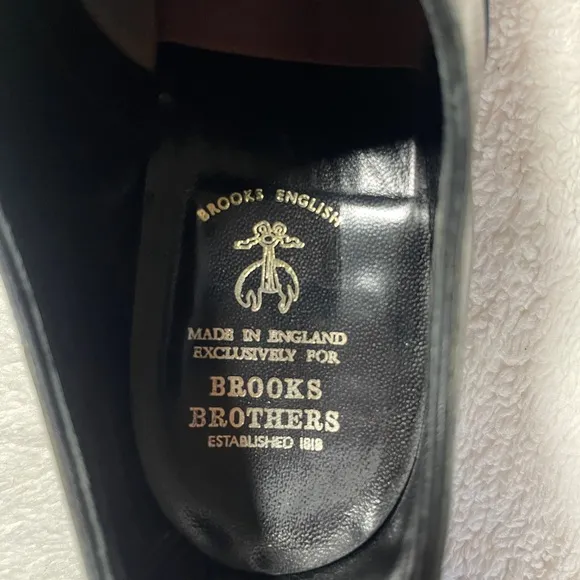 BROOKS ENGLISH
MADE IN ENGLAND
EXCLUSIVELY FOR
BROOKS
BROTHERS
ESTABLISHED 1818